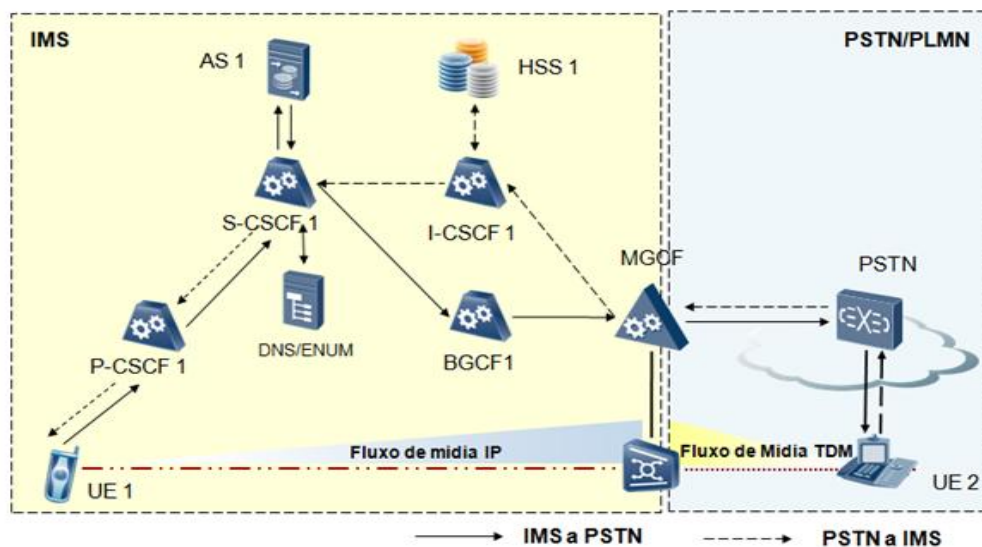 IMS
PSTN/PLMN
AS 1
HSS 1
S-CSCF 1
I-CSCF 1
MGCF
PSTN
DNS/ENUM
P-CSCF 1
BGCF1
Fluxo de mídia IP
Fluxo de Mídia TDM
UE 1
UE 2
IMS a PSTN
PSTN a IMS